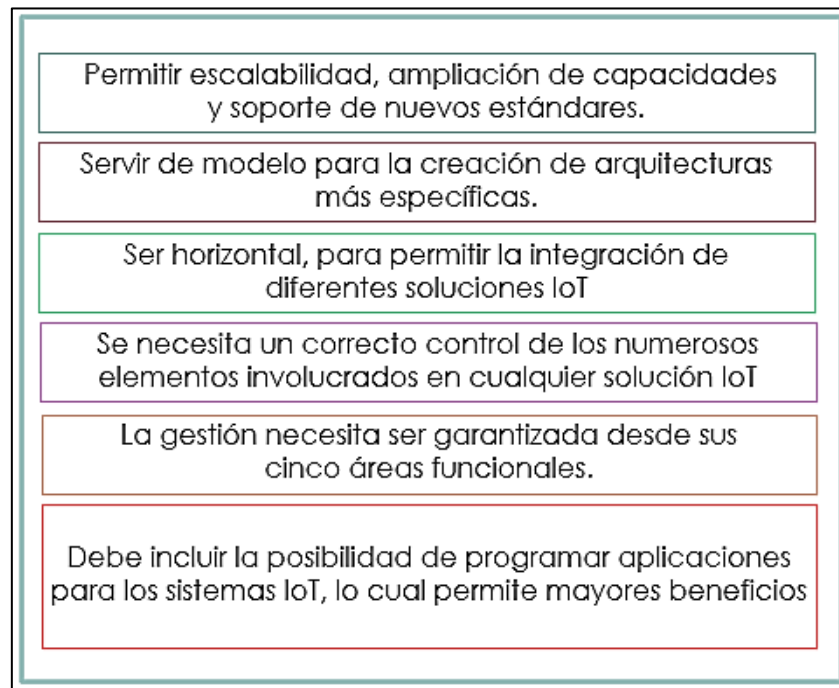 Permitir escalabilidad, ampliación de capacidades
y soporte de nuevos estándares.
Servir de modelo para la creación de arquitecturas
más específicas.
Ser horizontal, para permitir la integración de
diferentes soluciones IoT
Se necesita un correcto control de los numerosos
elementos involucrados en cualquier solución IoT
La gestión necesita ser garantizada desde sus
cinco áreas funcionales.
Debe incluir la posibilidad de programar aplicaciones
para los sistemas IoT, lo cual permite mayores beneficios